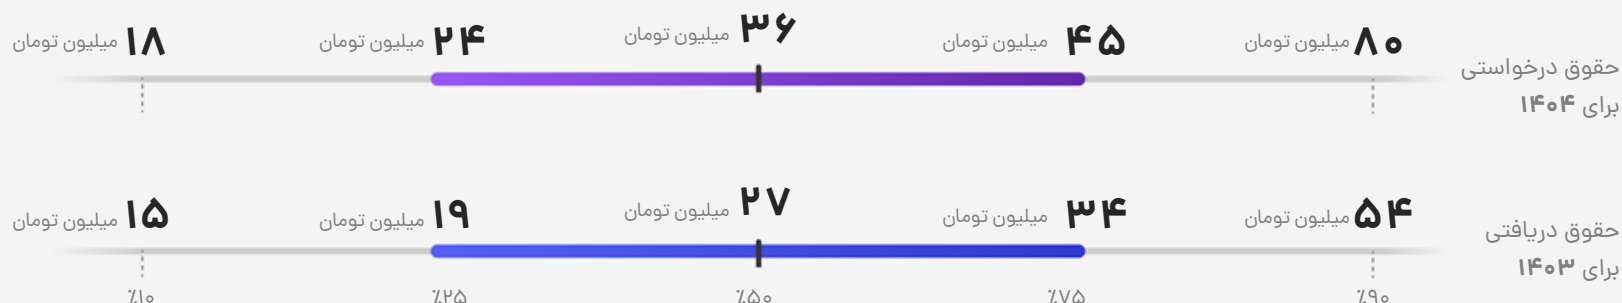 ۱۸ میلیون تومان
۲۴ میلیون تومان
۳۶ میلیون تومان
۴۵ میلیون تومان
۸۰ میلیون تومان
حقوق درخواستی
برای ۱۴۰۴
۱۵ میلیون تومان
۱۹ میلیون تومان
۲۷ میلیون تومان
۳۴ میلیون تومان
۵۴ میلیون تومان
حقوق دریافتی
برای ۱۴۰۳
٪۱۰
٪۲۵
٪۵۰
٪۷۵
٪۹۰